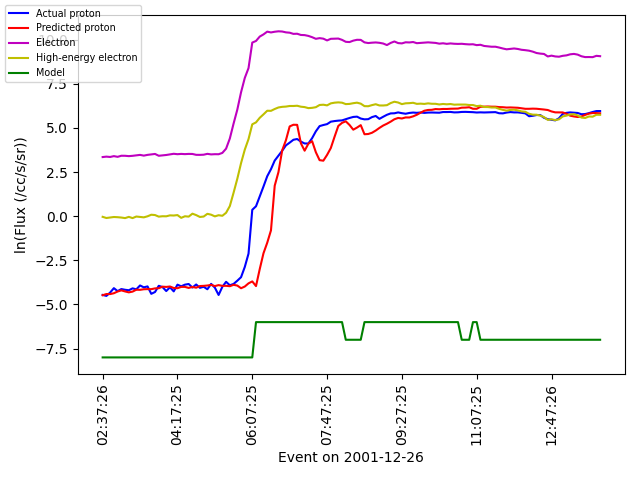 Actual proton
Predicted proton
Electron
High-energy electron
Model
10.0
7.5
5.0
2.5
0.0
−2.5
−5.0
−7.5
ln(Flux (/cc/s/sr))
02:37:26
04:17:25
06:07:25
07:47:25
09:27:25
11:07:25
12:47:26
Event on 2001-12-26